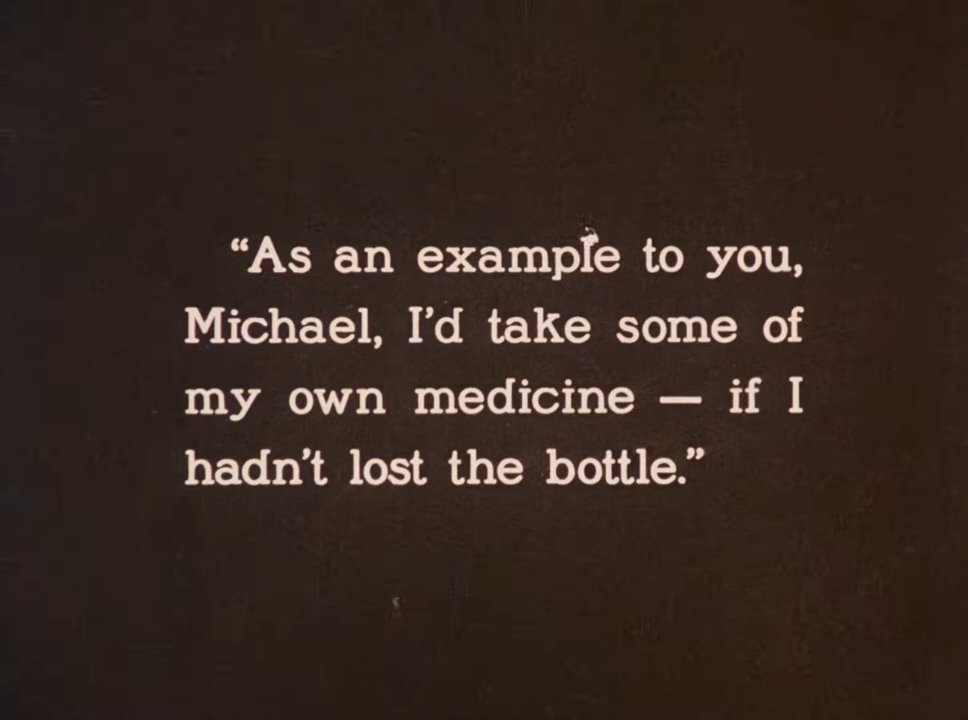 “As an example to you,
Michael, I’d take some of
my own medicine — if I
hadn’t lost the bottle.”